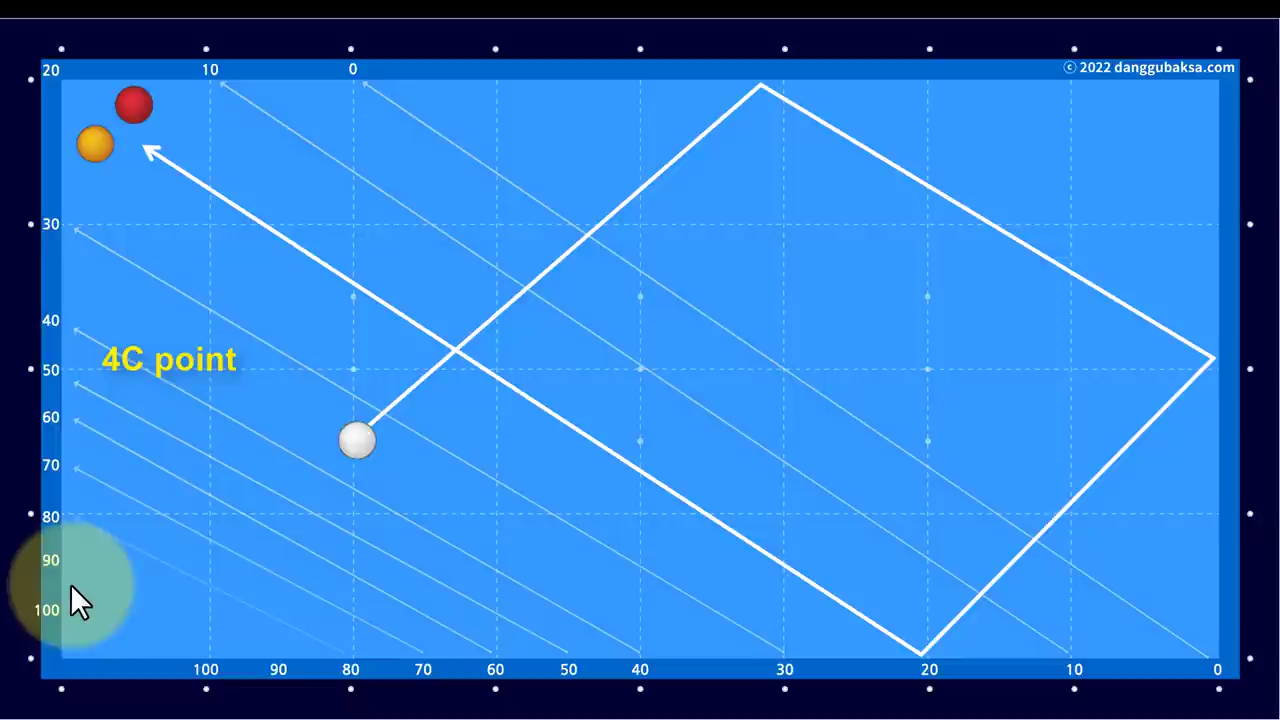 20 10 0 ⓒ 2022 danggubaksa.com
30
40
4C point
50
60
70
80
90
100
100 90 80 70 60 50 40 30 20 10 0